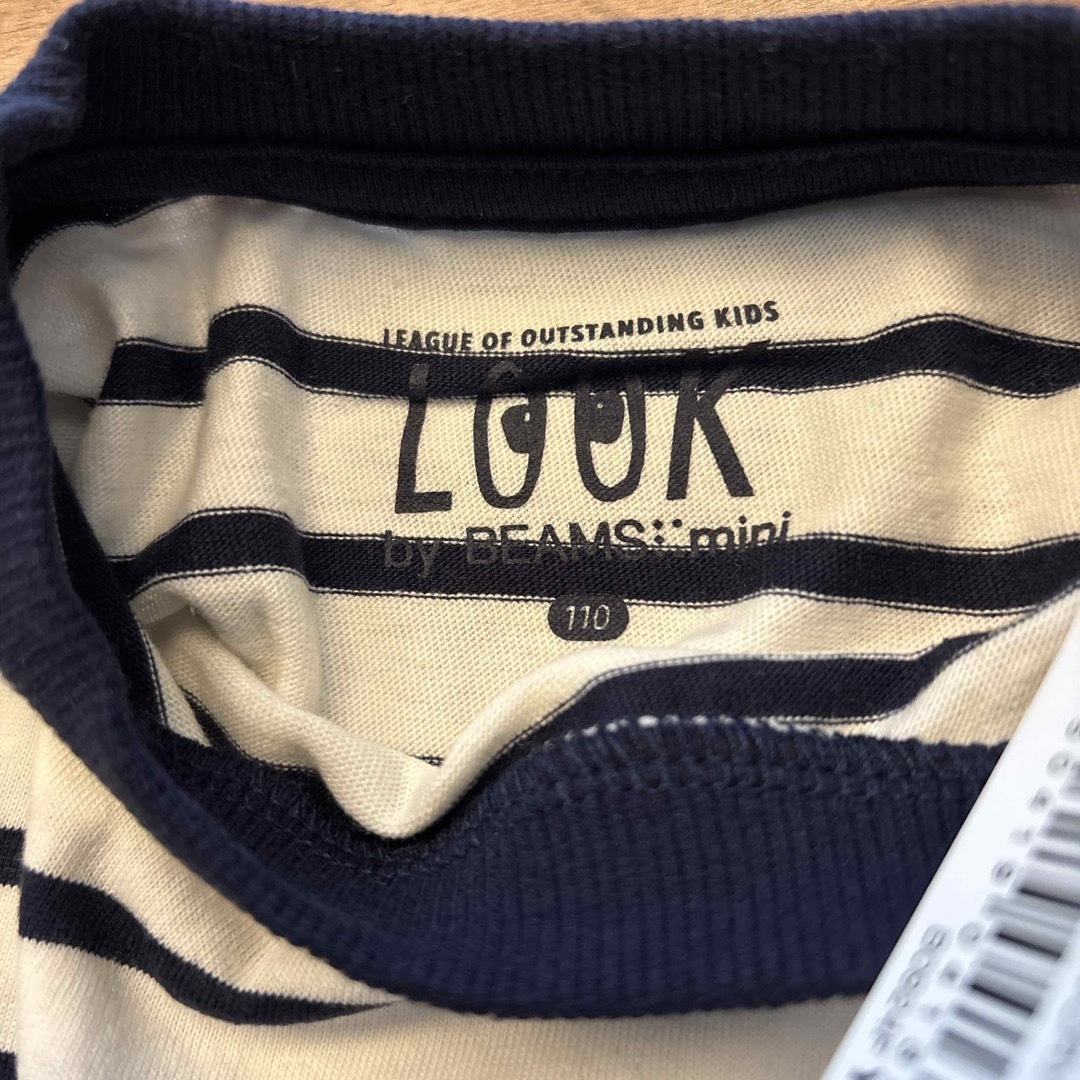 LEAGUE OF OUTSTANDING KIDS
LOOK
by BEAMS mini
110